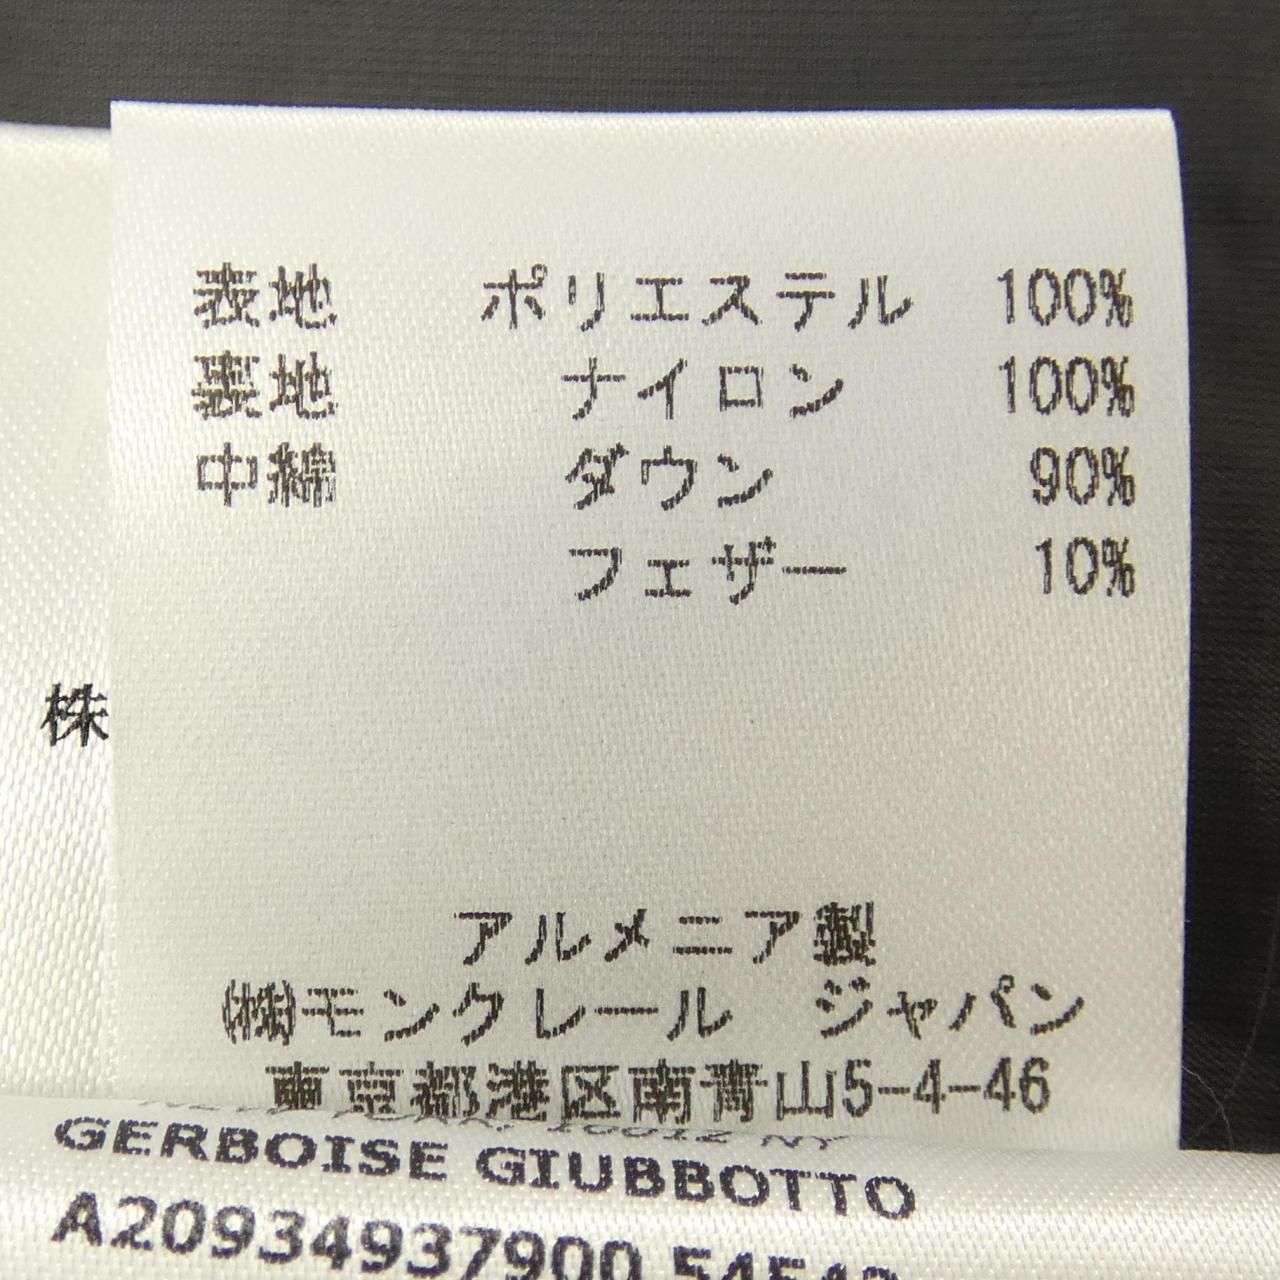 表地 ポリエステル 100%
裏地 ナイロン 100%
中綿 ダウン 90%
フェザー 10%
株
アルメニア製
㈱モンクレール ジャパン
東京都港区南青山5-4-46
GERBOISE GIUBBOTTO
A20934937900